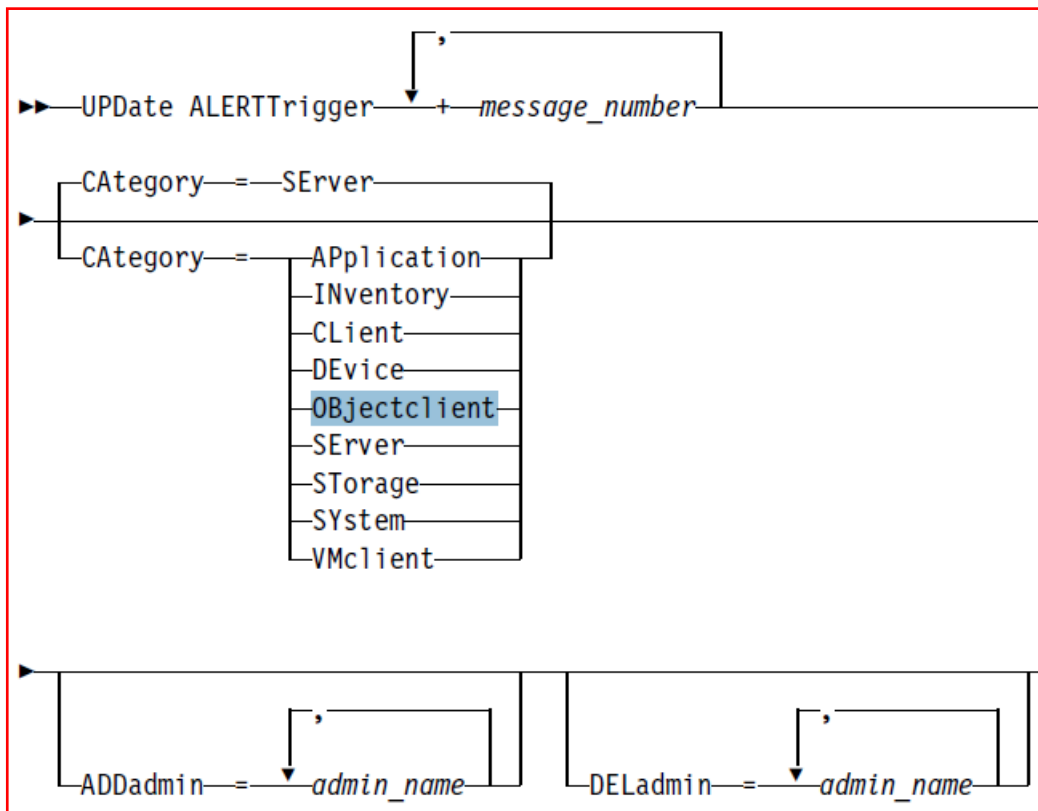 ,
UPDate ALERTTrigger + message_number
CAtegory = SErver
CAtegory = APplication
INventory
CLient
DEvice
OBjectclient
SErver
STorage
SYstem
VMclient
, ,
ADDadmin = admin_name DELadmin = admin_name